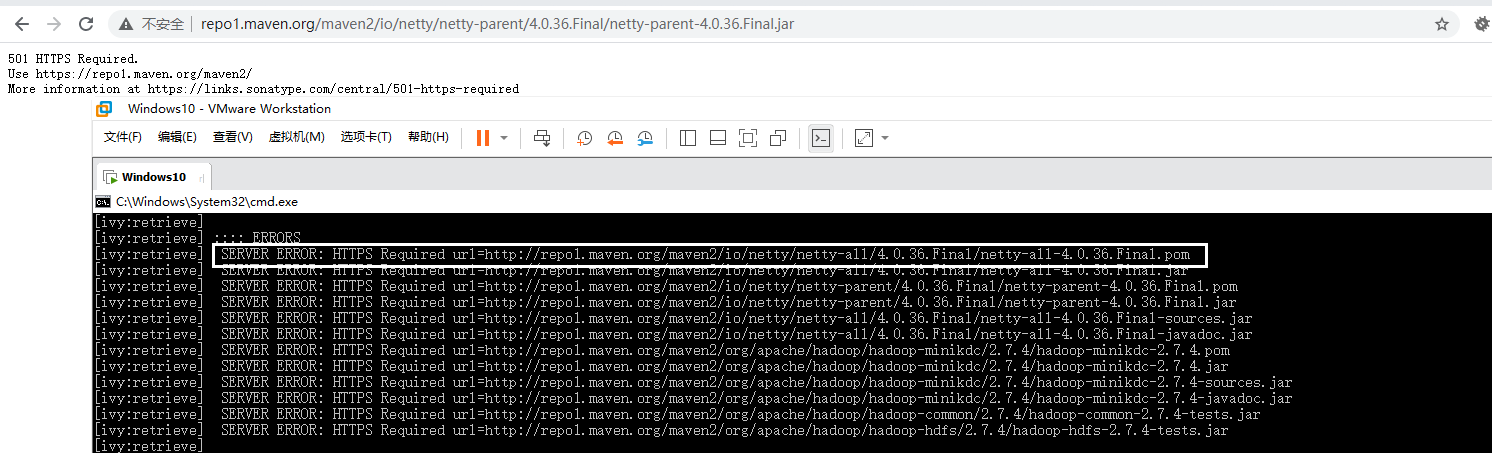 不安全 repo1.maven.org/maven2/io/netty/netty-parent/4.0.36.Final/netty-parent-4.0.36.Final.jar
501 HTTPS Required.
Use https://repo1.maven.org/maven2/
More information at https://links.sonatype.com/central/501-https-required
Windows10 - VMware Workstation
文件(F) 编辑(E) 查看(V) 虚拟机(M) 选项卡(T) 帮助(H)
Windows10
C:\Windows\System32\cmd.exe
[ivy:retrieve]
[ivy:retrieve] :::: ERRORS
[ivy:retrieve] SERVER ERROR: HTTPS Required url=http://repo1.maven.org/maven2/io/netty/netty-all/4.0.36.Final/netty-all-4.0.36.Final.pom
[ivy:retrieve] SERVER ERROR: HTTPS Required url=http://repo1.maven.org/maven2/io/netty/netty-all/4.0.36.Final/netty-all-4.0.36.Final.jar
[ivy:retrieve] SERVER ERROR: HTTPS Required url=http://repo1.maven.org/maven2/io/netty/netty-parent/4.0.36.Final/netty-parent-4.0.36.Final.pom
[ivy:retrieve] SERVER ERROR: HTTPS Required url=http://repo1.maven.org/maven2/io/netty/netty-parent/4.0.36.Final/netty-parent-4.0.36.Final.jar
[ivy:retrieve] SERVER ERROR: HTTPS Required url=http://repo1.maven.org/maven2/io/netty/netty-all/4.0.36.Final/netty-all-4.0.36.Final-sources.jar
[ivy:retrieve] SERVER ERROR: HTTPS Required url=http://repo1.maven.org/maven2/io/netty/netty-all/4.0.36.Final/netty-all-4.0.36.Final-javadoc.jar
[ivy:retrieve] SERVER ERROR: HTTPS Required url=http://repo1.maven.org/maven2/org/apache/hadoop/hadoop-minikdc/2.7.4/hadoop-minikdc-2.7.4.pom
[ivy:retrieve] SERVER ERROR: HTTPS Required url=http://repo1.maven.org/maven2/org/apache/hadoop/hadoop-minikdc/2.7.4/hadoop-minikdc-2.7.4.jar
[ivy:retrieve] SERVER ERROR: HTTPS Required url=http://repo1.maven.org/maven2/org/apache/hadoop/hadoop-minikdc/2.7.4/hadoop-minikdc-2.7.4-sources.jar
[ivy:retrieve] SERVER ERROR: HTTPS Required url=http://repo1.maven.org/maven2/org/apache/hadoop/hadoop-minikdc/2.7.4/hadoop-minikdc-2.7.4-javadoc.jar
[ivy:retrieve] SERVER ERROR: HTTPS Required url=http://repo1.maven.org/maven2/org/apache/hadoop/hadoop-common/2.7.4/hadoop-common-2.7.4-tests.jar
[ivy:retrieve] SERVER ERROR: HTTPS Required url=http://repo1.maven.org/maven2/org/apache/hadoop/hadoop-hdfs/2.7.4/hadoop-hdfs-2.7.4-tests.jar
[ivy:retrieve]